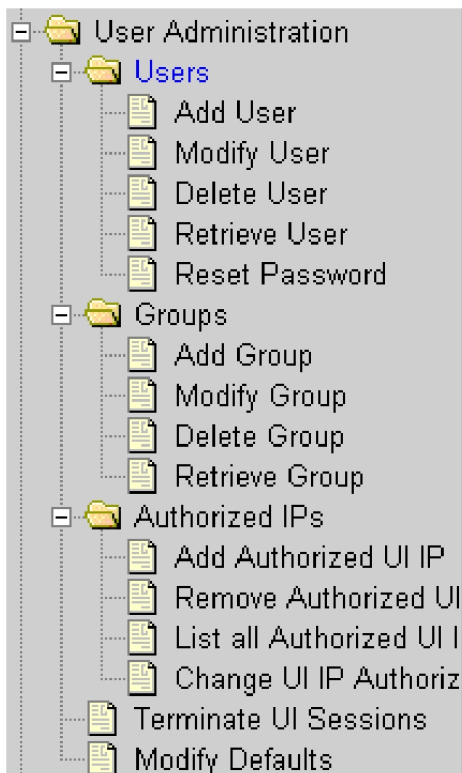 User Administration
Users
Add User
Modify User
Delete User
Retrieve User
Reset Password
Groups
Add Group
Modify Group
Delete Group
Retrieve Group
Authorized IPs
Add Authorized UI IP
Remove Authorized UI
List all Authorized UI I
Change UI IP Authoriz
Terminate UI Sessions
Modify Defaults